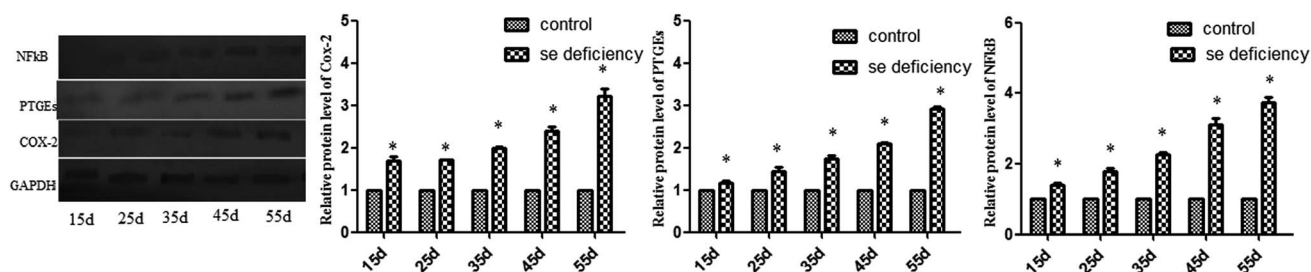 NFkB
PTGEs
COX-2
GAPDH
15d 25d 35d 45d 55d
Relative protein level of Cox-2
5
4
3
2
1
0
control
se deficiency
* * * * *
15d 25d 35d 45d 55d
Relative protein level of PTGEs
5
4
3
2
1
0
control
se deficiency
* * * * *
15d 25d 35d 45d 55d
Relative protein level of NFkB
6
4
2
0
control
se deficiency
* * * * *
15d 25d 35d 45d 55d